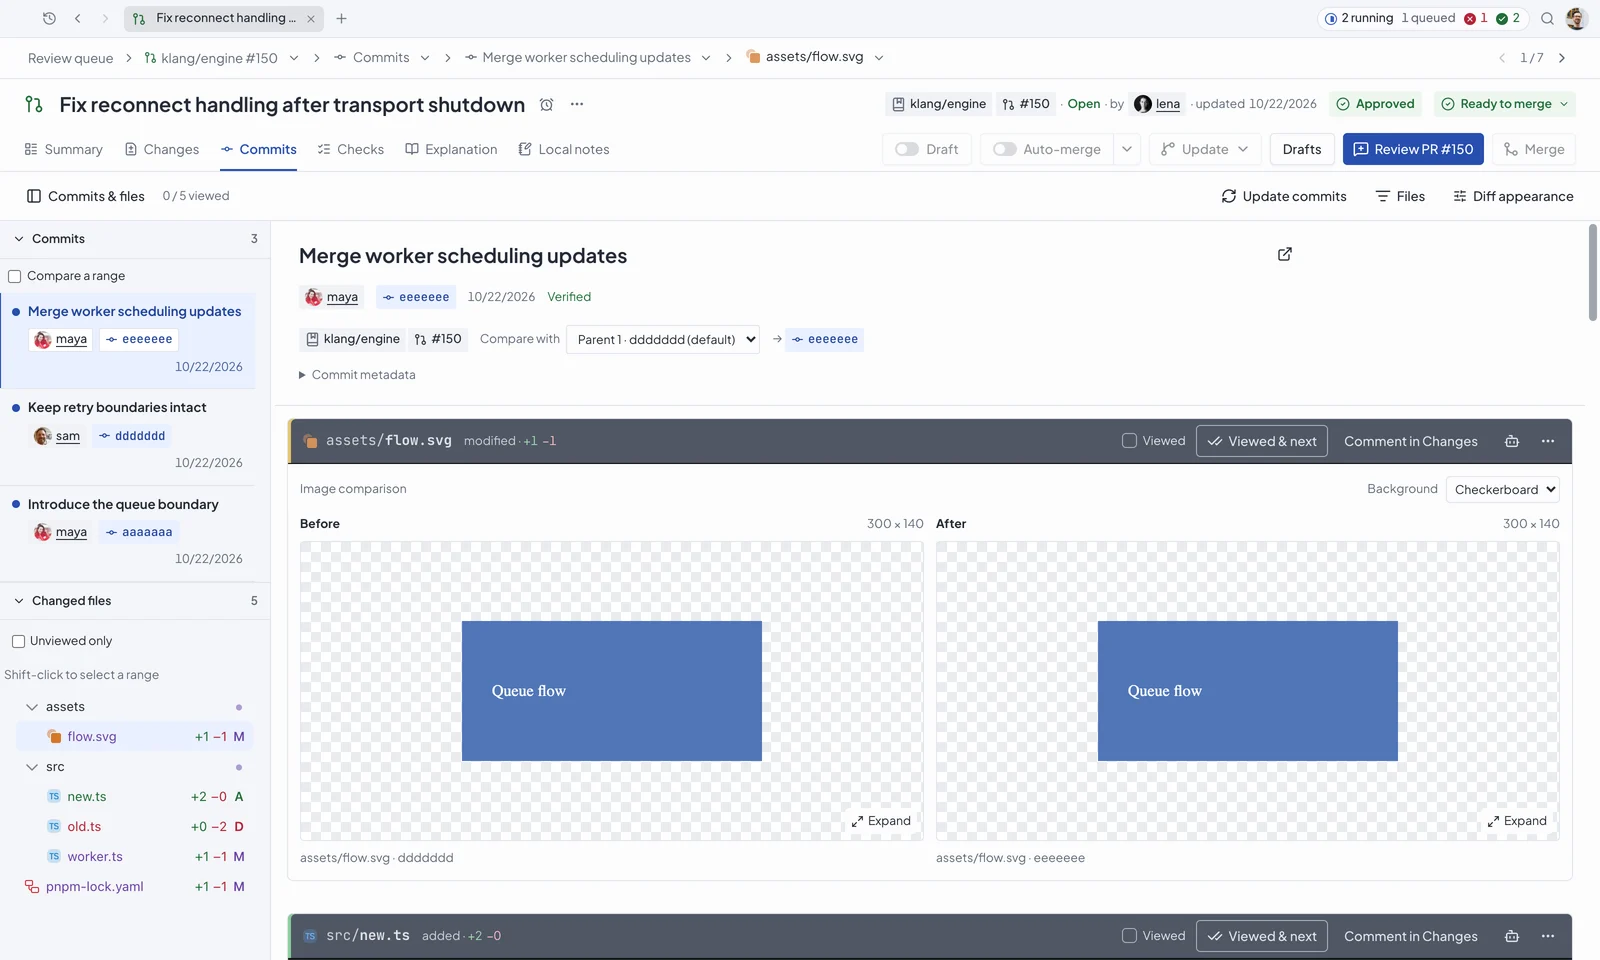 Fix reconnect handling ...
2 running 1 queued 1 2
Review queue klang/engine #150 Commits Merge worker scheduling updates assets/flow.svg 1/7
Fix reconnect handling after transport shutdown
klang/engine #150 · Open · by lena · updated 10/22/2026 Approved Ready to merge
Summary Changes Commits Checks Explanation Local notes
Draft Auto-merge Update Drafts Review PR #150 Merge
Commits & files 0/5 viewed
Update commits Files Diff appearance
Commits 3
Compare a range
Merge worker scheduling updates
maya eeeeeee
10/22/2026
Keep retry boundaries intact
sam ddddddd
10/22/2026
Introduce the queue boundary
maya aaaaaaa
10/22/2026
Changed files 5
Unviewed only
Shift-click to select a range
assets
flow.svg +1 −1 M
src
TS new.ts +2 −0 A
TS old.ts +0 −2 D
TS worker.ts +1 −1 M
pnpm-lock.yaml +1 −1 M
Merge worker scheduling updates
maya eeeeeee 10/22/2026 Verified
klang/engine #150 Compare with Parent 1 · ddddddd (default) → eeeeeee
Commit metadata
assets/flow.svg modified · +1 −1
Viewed Viewed & next Comment in Changes
Image comparison
Background Checkerboard
Before 300 × 140
After 300 × 140
Queue flow
Queue flow
Expand
Expand
assets/flow.svg · ddddddd
assets/flow.svg · eeeeeee
TS src/new.ts added · +2 −0
Viewed Viewed & next Comment in Changes